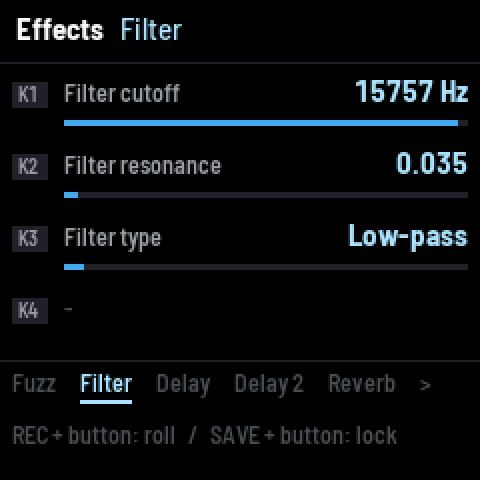 Effects Filter
K1 Filter cutoff 15757 Hz
K2 Filter resonance 0.035
K3 Filter type Low-pass
K4 -
Fuzz Filter Delay Delay 2 Reverb >
REC + button: roll / SAVE + button: lock